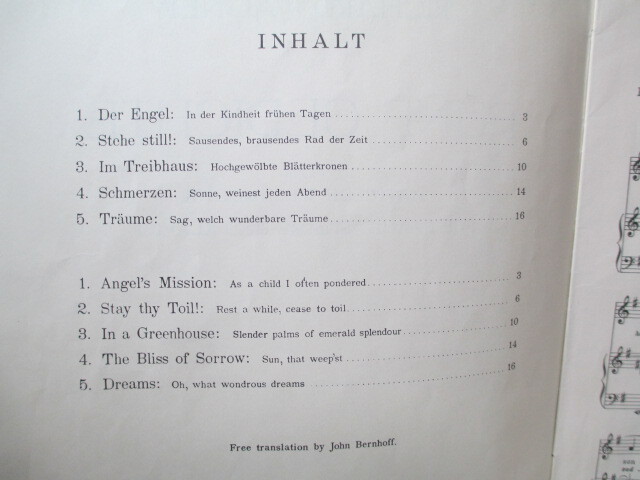 INHALT
1. Der Engel: In der Kindheit frühen Tagen 3
2. Stehe still!: Sausendes, brausendes Rad der Zeit 6
3. Im Treibhaus: Hochgewölbte Blätterkronen 10
4. Schmerzen: Sonne, weinest jeden Abend 14
5. Träume: Sag, welch wunderbare Träume 16
1. Angel's Mission: As a child I often pondered 3
2. Stay thy Toil!: Rest a while, cease to toil 6
3. In a Greenhouse: Slender palms of emerald splendour 10
4. The Bliss of Sorrow: Sun, that weep'st 14
5. Dreams: Oh, what wondrous dreams 16
Free translation by John Bernhoff.